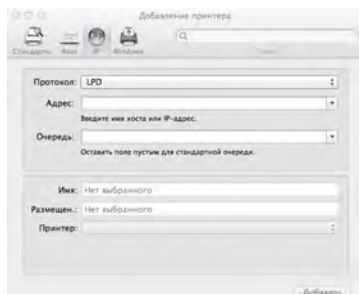 Добавление принтера
Стандартн. Факс IP Windows
Поиск
Протокол: LPD
Адрес:
Введите имя хоста или IP-адрес.
Очередь:
Оставить поле пустым для стандартной очереди.
Имя: Нет выбранного
Размещен.: Нет выбранного
Принтер:
Добавить